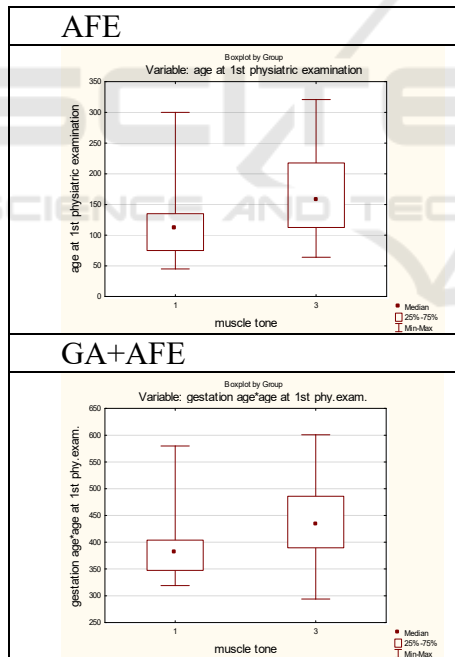 AFE
Boxplot by Group
Variable: age at 1st physiatric examination
age at 1st physiatric examination
350
300
250
200
150
100
50
0
1 3
muscle tone
Median
25%-75%
Min-Max
GA+AFE
Boxplot by Group
Variable: gestation age*age at 1st phy.exam.
gestation age*age at 1st phy.exam.
650
600
550
500
450
400
350
300
250
1 3
muscle tone
Median
25%-75%
Min-Max
SCIENCE AND TEC